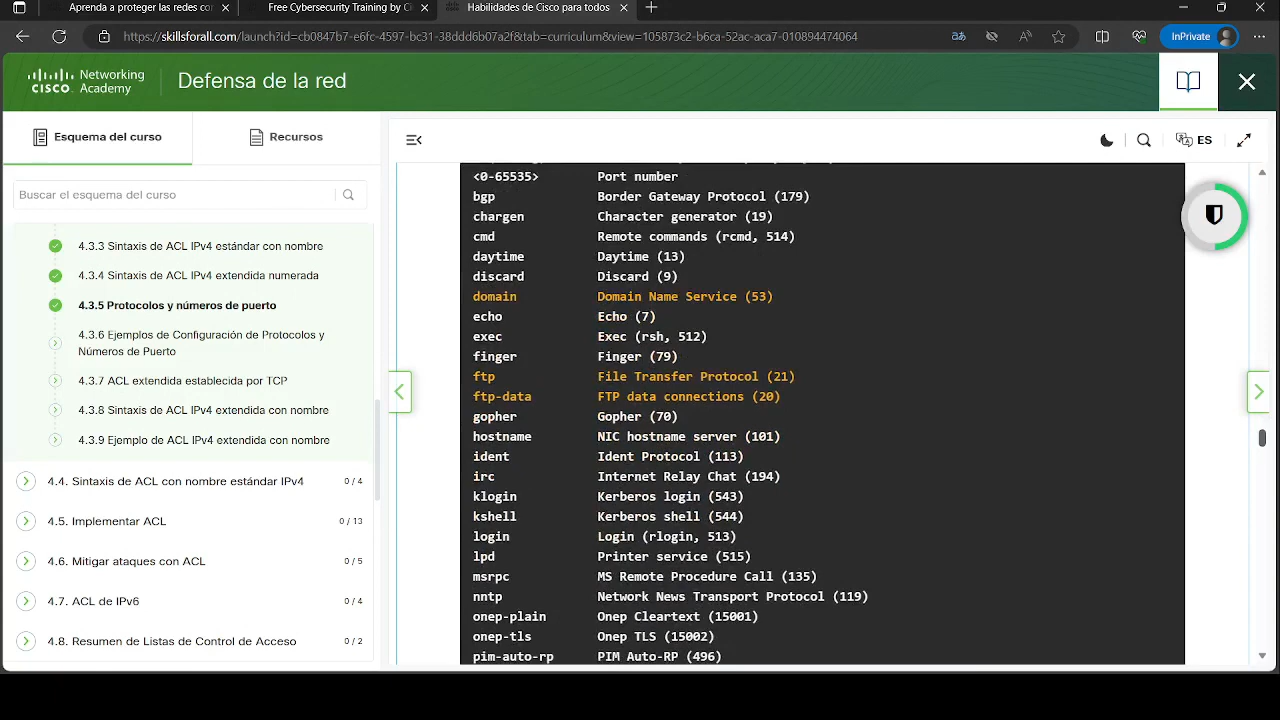 Aprenda a proteger las redes cor
Free Cybersecurity Training by Ci
Habilidades de Cisco para todos
https://skillsforall.com/launch?id=cb0847b7-e6fc-4597-bc31-38ddd6b07a2f&tab=curriculum&view=105873c2-b6ca-52ac-aca7-010894474064
InPrivate
CISCO
Networking
Academy
Defensa de la red
Esquema del curso
Recursos
ES
Buscar el esquema del curso
4.3.3 Sintaxis de ACL IPv4 estándar con nombre
4.3.4 Sintaxis de ACL IPv4 extendida numerada
4.3.5 Protocolos y números de puerto
4.3.6 Ejemplos de Configuración de Protocolos y
Números de Puerto
4.3.7 ACL extendida establecida por TCP
4.3.8 Sintaxis de ACL IPv4 extendida con nombre
4.3.9 Ejemplo de ACL IPv4 extendida con nombre
4.4. Sintaxis de ACL con nombre estándar IPv4 0 / 4
4.5. Implementar ACL 0 / 13
4.6. Mitigar ataques con ACL 0 / 5
4.7. ACL de IPv6 0 / 4
4.8. Resumen de Listas de Control de Acceso 0 / 2
<0-65535> Port number
bgp Border Gateway Protocol (179)
chargen Character generator (19)
cmd Remote commands (rcmd, 514)
daytime Daytime (13)
discard Discard (9)
domain Domain Name Service (53)
echo Echo (7)
exec Exec (rsh, 512)
finger Finger (79)
ftp File Transfer Protocol (21)
ftp-data FTP data connections (20)
gopher Gopher (70)
hostname NIC hostname server (101)
ident Ident Protocol (113)
irc Internet Relay Chat (194)
klogin Kerberos login (543)
kshell Kerberos shell (544)
login Login (rlogin, 513)
lpd Printer service (515)
msrpc MS Remote Procedure Call (135)
nntp Network News Transport Protocol (119)
onep-plain Onep Cleartext (15001)
onep-tls Onep TLS (15002)
pim-auto-rp PIM Auto-RP (496)